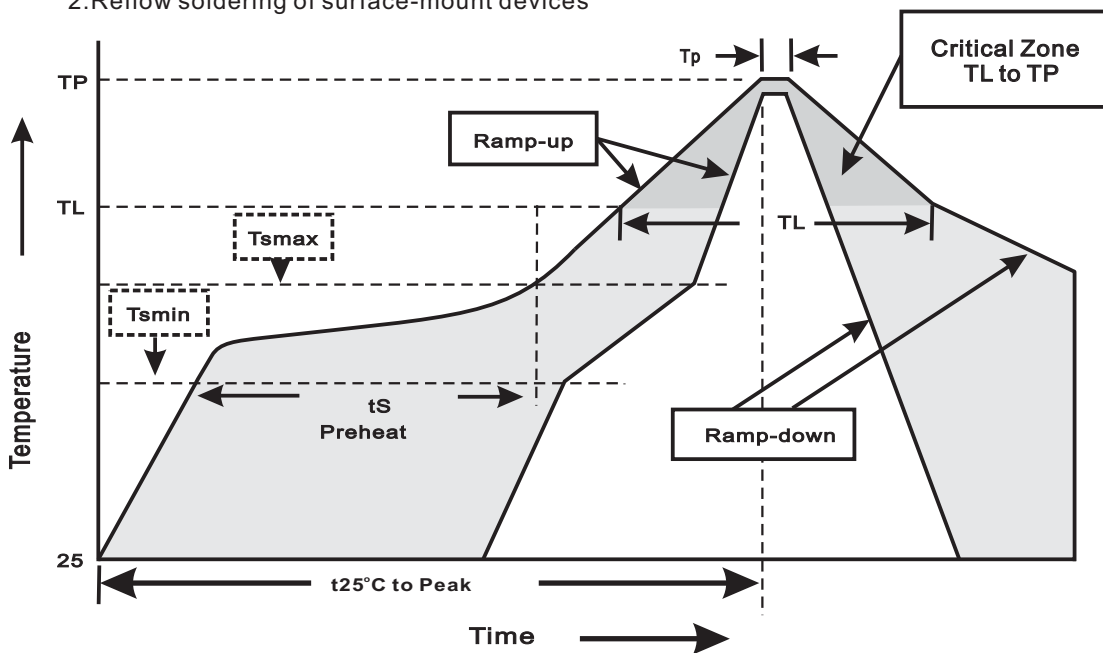 2.Reflow soldering of surface-mount devices
Tp
Critical Zone
TL to TP
TP
Ramp-up
TL
TL
Tsmax
Tsmin
Temperature
tS
Preheat
Ramp-down
25
t25°C to Peak
Time